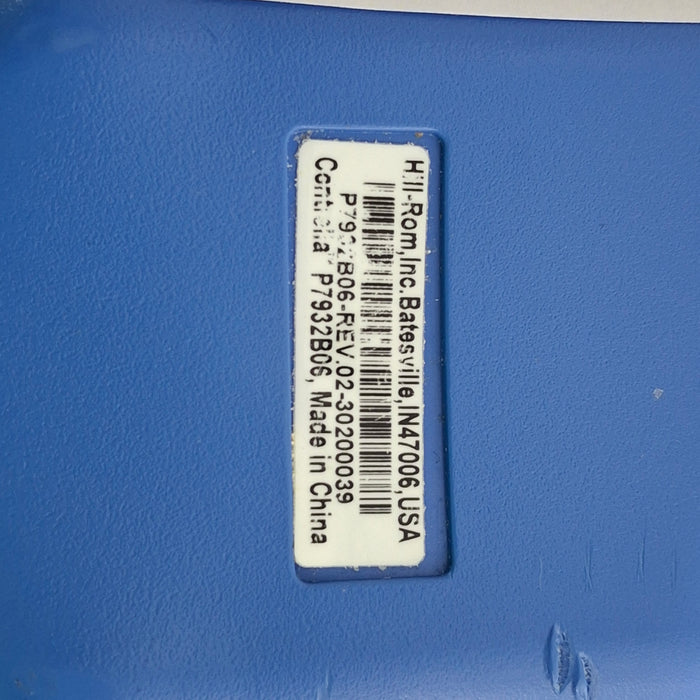 Hill-Rom,Inc.Batesville,IN47006,USA
P7932B06-REV.02-30200039
P7932B06, Made in China